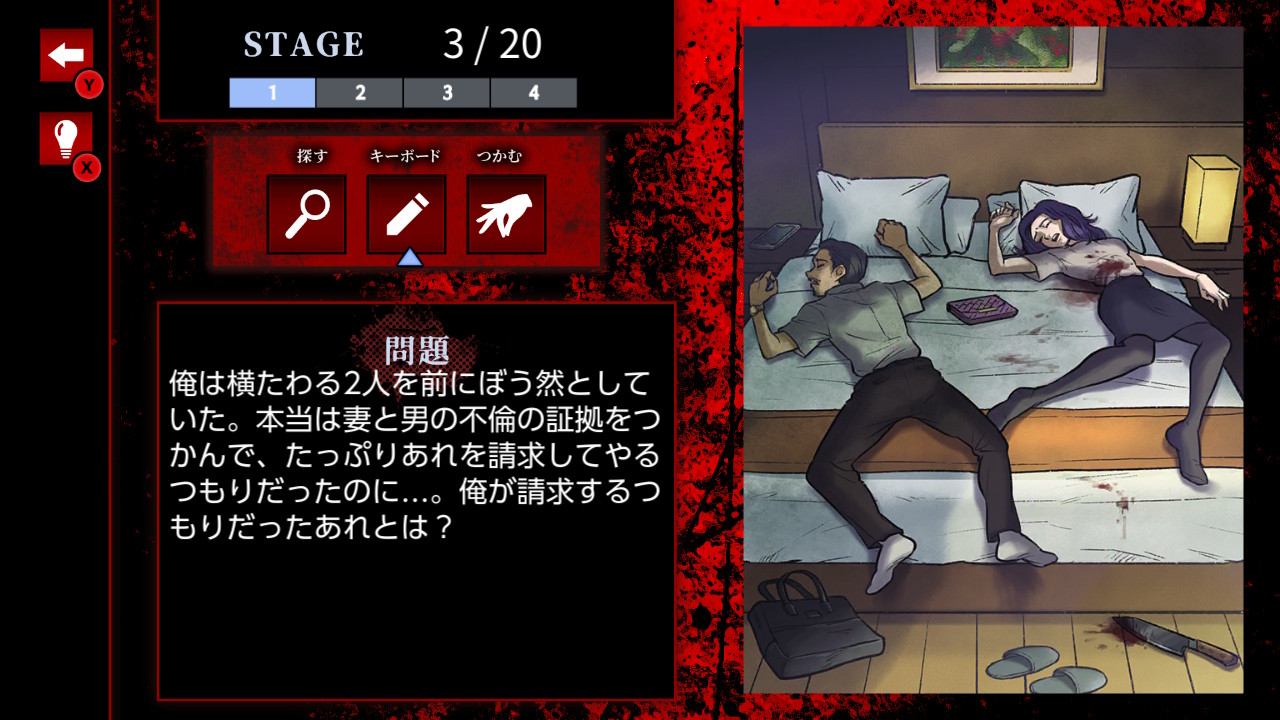 STAGE 3 / 20
1 2 3 4
Y
X
探す キーボード つかむ
問題
俺は横たわる2人を前にぼう然として
いた。本当は妻と男の不倫の証拠をつ
かんで、たっぷりあれを請求してやる
つもりだったのに…。俺が請求するつ
もりだったあれとは？